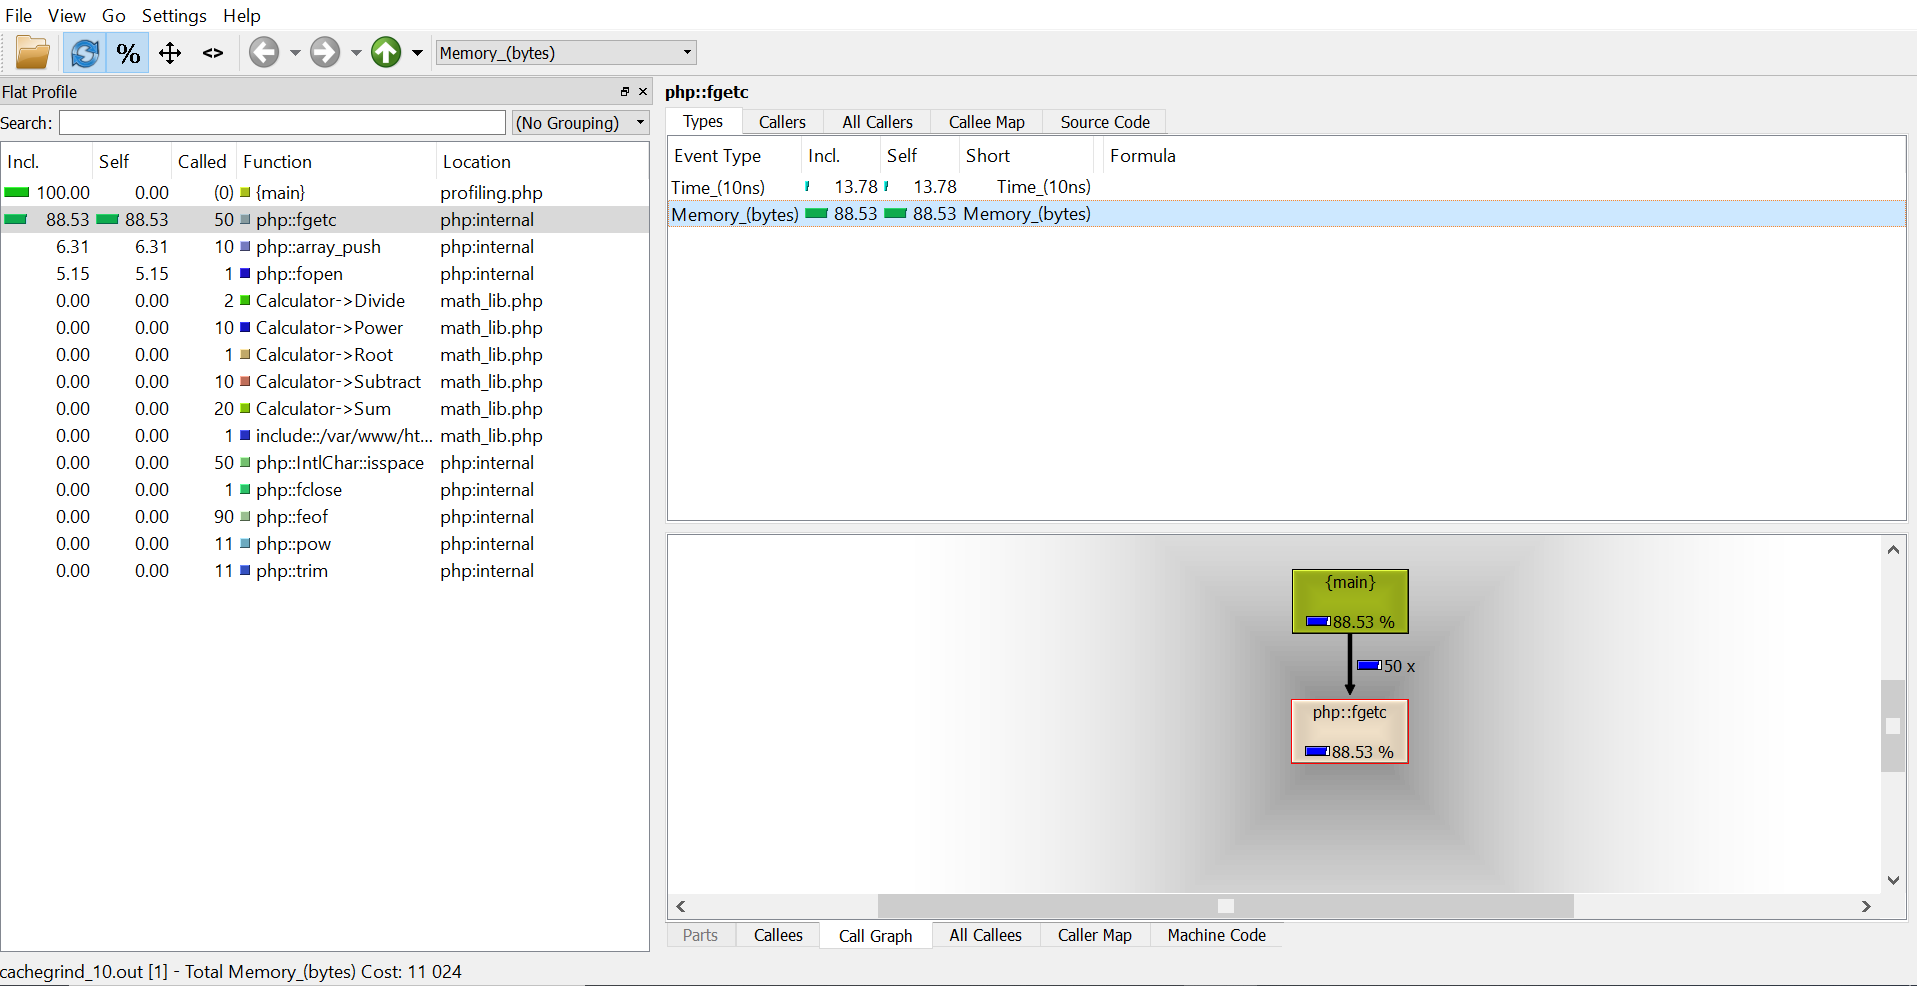 File View Go Settings Help
% <> Memory_(bytes)
Flat Profile
Search: (No Grouping)
Incl. Self Called Function Location
100.00 0.00 (0) {main} profiling.php
88.53 88.53 50 php::fgetc php:internal
6.31 6.31 10 php::array_push php:internal
5.15 5.15 1 php::fopen php:internal
0.00 0.00 2 Calculator->Divide math_lib.php
0.00 0.00 10 Calculator->Power math_lib.php
0.00 0.00 1 Calculator->Root math_lib.php
0.00 0.00 10 Calculator->Subtract math_lib.php
0.00 0.00 20 Calculator->Sum math_lib.php
0.00 0.00 1 include::/var/www/ht... math_lib.php
0.00 0.00 50 php::IntlChar::isspace php:internal
0.00 0.00 1 php::fclose php:internal
0.00 0.00 90 php::feof php:internal
0.00 0.00 11 php::pow php:internal
0.00 0.00 11 php::trim php:internal
php::fgetc
Types Callers All Callers Callee Map Source Code
Event Type Incl. Self Short Formula
Time_(10ns) 13.78 13.78 Time_(10ns)
Memory_(bytes) 88.53 88.53 Memory_(bytes)
{main}
88.53 %
50 x
php::fgetc
88.53 %
Parts Callees Call Graph All Callees Caller Map Machine Code
cachegrind_10.out [1] - Total Memory_(bytes) Cost: 11 024